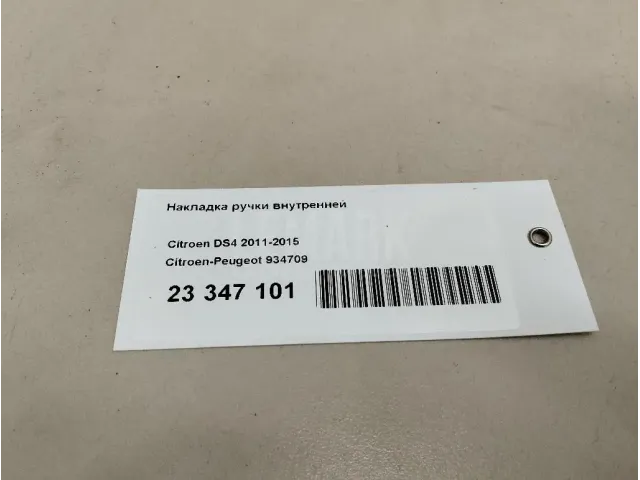 Накладка ручки внутренней
Citroen DS4 2011-2015
Citroen-Peugeot 934709
23 347 101